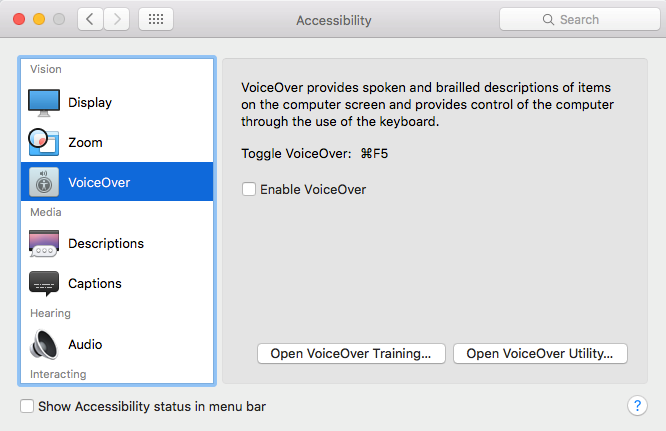 Accessibility
Search
Vision
Display
Zoom
VoiceOver
Media
Descriptions
Captions
Hearing
Audio
Interacting
VoiceOver provides spoken and brailled descriptions of items
on the computer screen and provides control of the computer
through the use of the keyboard.
Toggle VoiceOver: ⌘F5
Enable VoiceOver
Open VoiceOver Training...
Open VoiceOver Utility...
Show Accessibility status in menu bar
?